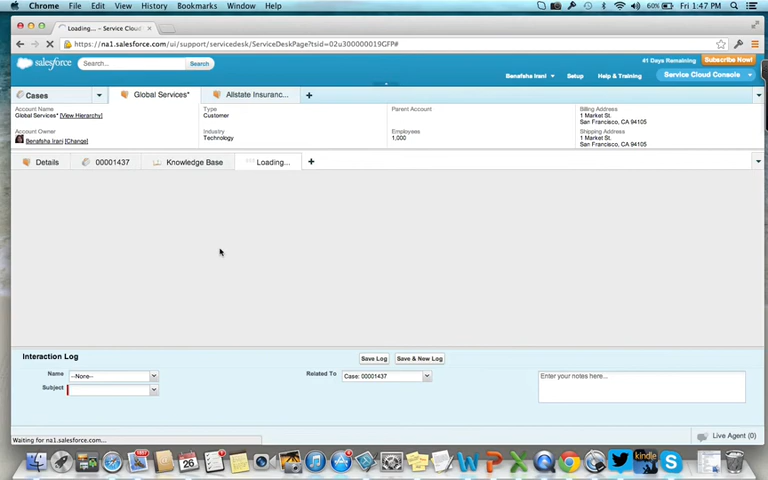 Chrome File Edit View History Bookmarks Window Help 60% Fri 1:47 PM
Loading... – Service Cloud
https://na1.salesforce.com/ui/support/servicedesk/ServiceDeskPage?tsid=02u300000019GFP#
salesforce Search... Search
Days Remaining Subscribe Now!
Benafsha Irani Setup Help & Training Service Cloud Console
Cases Global Services* Allstate Insuranc...
Account Name
Global Services* [View Hierarchy]
Type
Customer
Parent Account
Billing Address
1 Market St.
San Francisco, CA 94105
Account Owner
Benafsha Irani [Change]
Industry
Technology
Employees
1,000
Shipping Address
1 Market St.
San Francisco, CA 94105
Details 00001437 Knowledge Base Loading...
Interaction Log Save Log Save & New Log
Name --None-- Related To Case: 00001437 Enter your notes here...
Subject
Waiting for na1.salesforce.com...
Live Agent (0)
26
kindle